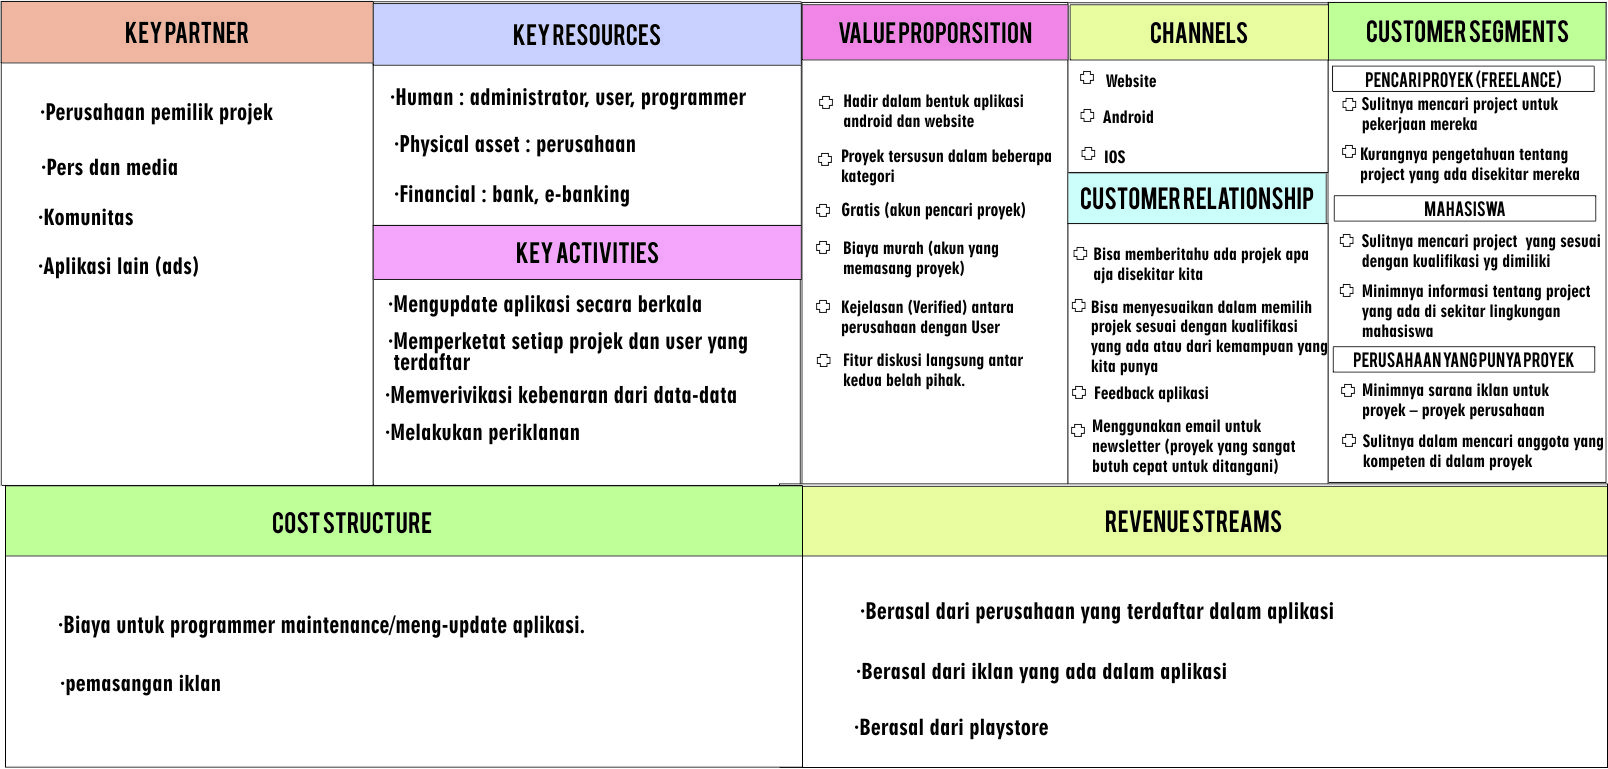 KEY PARTNER
·Perusahaan pemilik projek
·Pers dan media
·Komunitas
·Aplikasi lain (ads)
KEY RESOURCES
·Human : administrator, user, programmer
·Physical asset : perusahaan
·Financial : bank, e-banking
KEY ACTIVITIES
·Mengupdate aplikasi secara berkala
·Memperketat setiap projek dan user yang
terdaftar
·Memverivikasi kebenaran dari data-data
·Melakukan periklanan
VALUE PROPORSITION
Hadir dalam bentuk aplikasi
android dan website
Proyek tersusun dalam beberapa
kategori
Gratis (akun pencari proyek)
Biaya murah (akun yang
memasang proyek)
Kejelasan (Verified) antara
perusahaan dengan User
Fitur diskusi langsung antar
kedua belah pihak.
CHANNELS
Website
Android
IOS
CUSTOMER RELATIONSHIP
Bisa memberitahu ada projek apa
aja disekitar kita
Bisa menyesuaikan dalam memilih
projek sesuai dengan kualifikasi
yang ada atau dari kemampuan yang
kita punya
Feedback aplikasi
Menggunakan email untuk
newsletter (proyek yang sangat
butuh cepat untuk ditangani)
CUSTOMER SEGMENTS
PENCARI PROYEK (FREELANCE)
Sulitnya mencari project untuk
pekerjaan mereka
Kurangnya pengetahuan tentang
project yang ada disekitar mereka
MAHASISWA
Sulitnya mencari project yang sesuai
dengan kualifikasi yg dimiliki
Minimnya informasi tentang project
yang ada di sekitar lingkungan
mahasiswa
PERUSAHAAN YANG PUNYA PROYEK
Minimnya sarana iklan untuk
proyek – proyek perusahaan
Sulitnya dalam mencari anggota yang
kompeten di dalam proyek
COST STRUCTURE
·Biaya untuk programmer maintenance/meng-update aplikasi.
·pemasangan iklan
REVENUE STREAMS
·Berasal dari perusahaan yang terdaftar dalam aplikasi
·Berasal dari iklan yang ada dalam aplikasi
·Berasal dari playstore